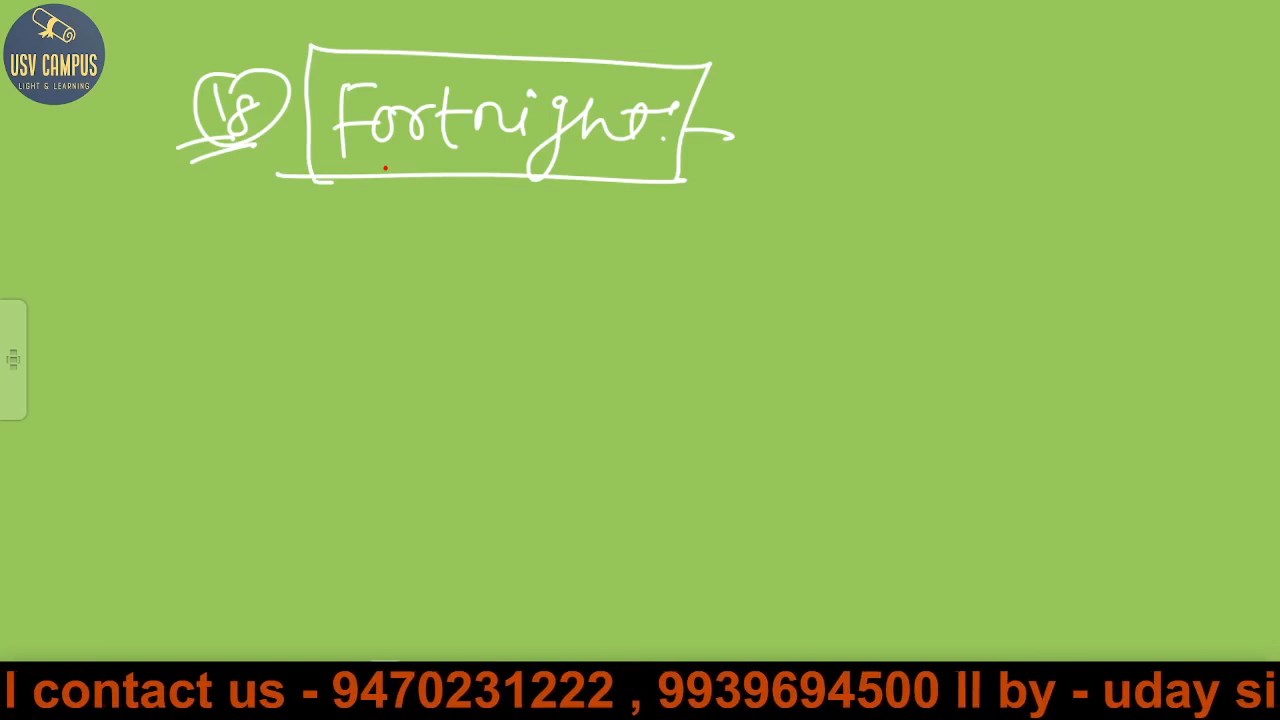 USV CAMPUS
LIGHT & LEARNING
18 Fortnight:-
l contact us - 9470231222 , 9939694500 ll by - uday si